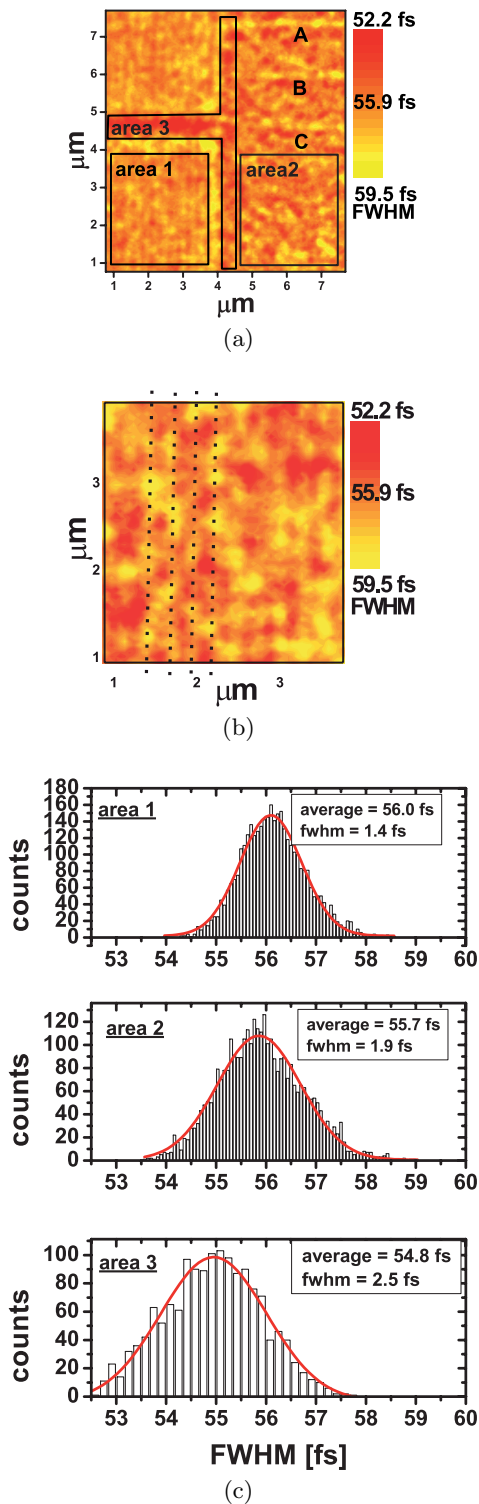 7
6
5
4
3
2
1
μm
A
B
C
area 3
area 1
area2
1 2 3 4 5 6 7
μm
52.2 fs
55.9 fs
59.5 fs
FWHM
(a)
3
2
1
μm
1 2 3
μm
52.2 fs
55.9 fs
59.5 fs
FWHM
(b)
180
160
140
120
100
80
60
40
20
0
counts
area 1
average = 56.0 fs
fwhm = 1.4 fs
53 54 55 56 57 58 59 60
120
100
80
60
40
20
0
counts
area 2
average = 55.7 fs
fwhm = 1.9 fs
53 54 55 56 57 58 59 60
100
80
60
40
20
0
counts
area 3
average = 54.8 fs
fwhm = 2.5 fs
53 54 55 56 57 58 59 60
FWHM [fs]
(c)